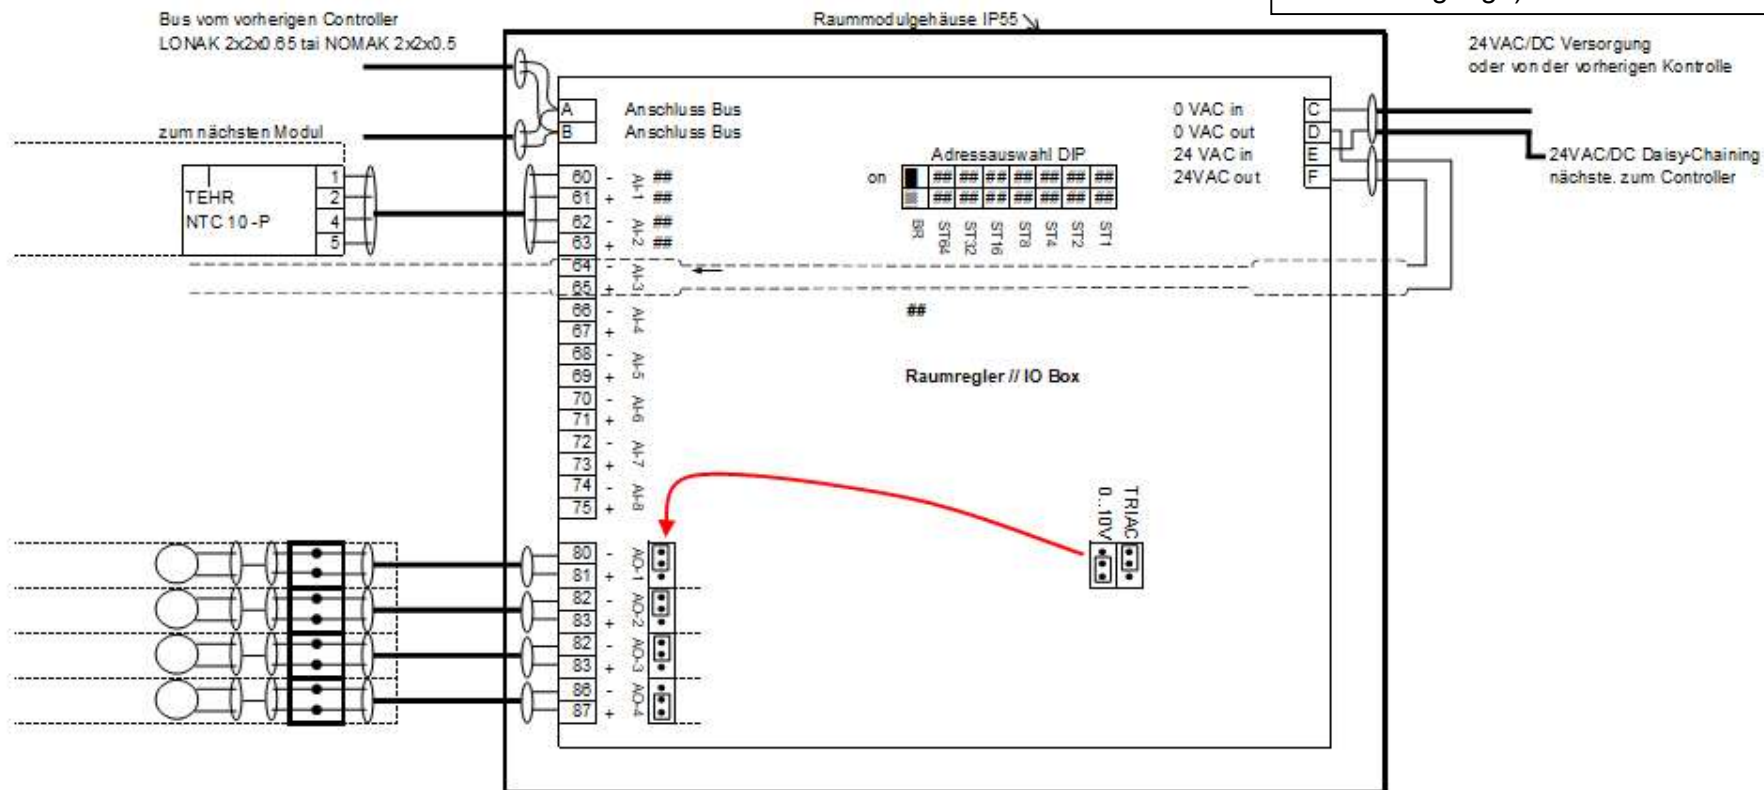 Bus vom vorherigen Controller
LONAK 2x2x0.65 tai NOMAK 2x2x0.5
Raummodulgehäuse IP55
24VAC/DC Versorgung
oder von der vorherigen Kontrolle
A Anschluss Bus
B Anschluss Bus
zum nächsten Modul
0 VAC in C
0 VAC out D
24 VAC in E
24VAC out F
24VAC/DC Daisy-Chaining
nächste. zum Controller
Adressauswahl DIP
on ## ## ## ## ## ## ##
## ## ## ## ## ## ##
BR ST64 ST32 ST16 ST8 ST4 ST2 ST1
TEHR
NTC 10-P
1
2
4
5
60 - AI-1 ##
61 + ##
62 - AI-2 ##
63 + ##
64 - AI-3
65 +
66 - AI-4
67 +
68 - AI-5
69 +
70 - AI-6
71 +
72 - AI-7
73 +
74 - AI-8
75 +
##
Raumregler // IO Box
0..10V
TRIAC
80 - AO-1
81 +
82 - AO-2
83 +
82 - AO-3
83 +
86 - AO-4
87 +